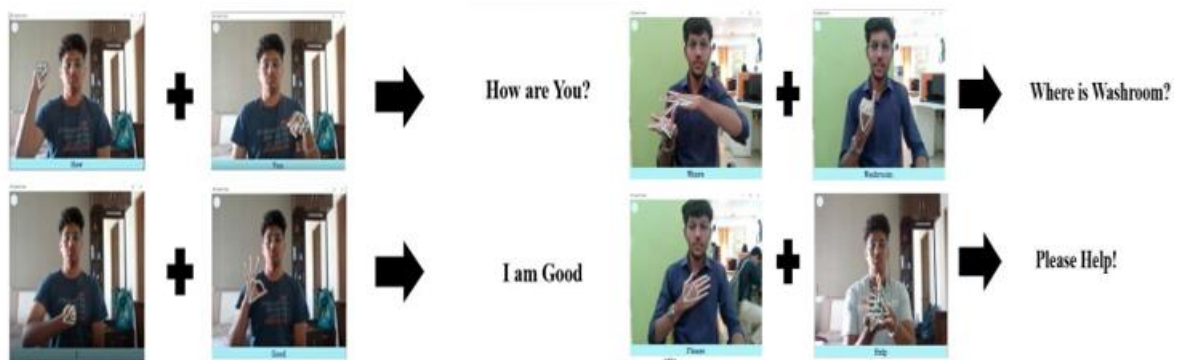 How
You
How are You?
Where
Washroom
Where is Washroom?
I
Good
I am Good
Please
Help
Please Help!